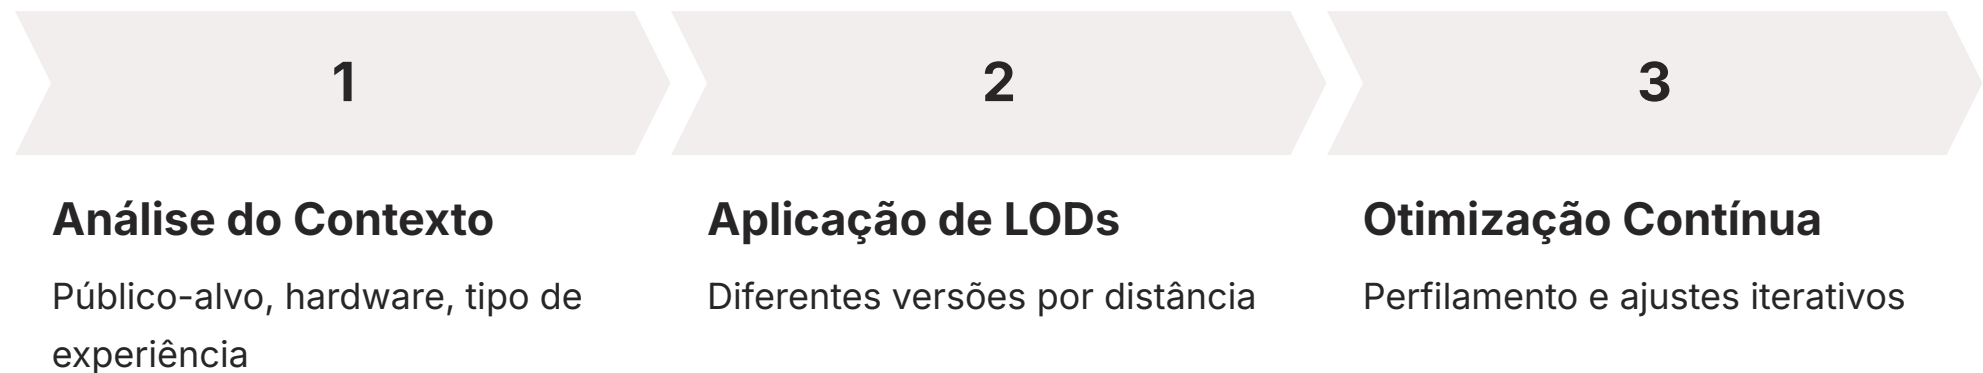 1
Análise do Contexto
Público-alvo, hardware, tipo de
experiência
2
Aplicação de LODs
Diferentes versões por distância
3
Otimização Contínua
Perfilamento e ajustes iterativos